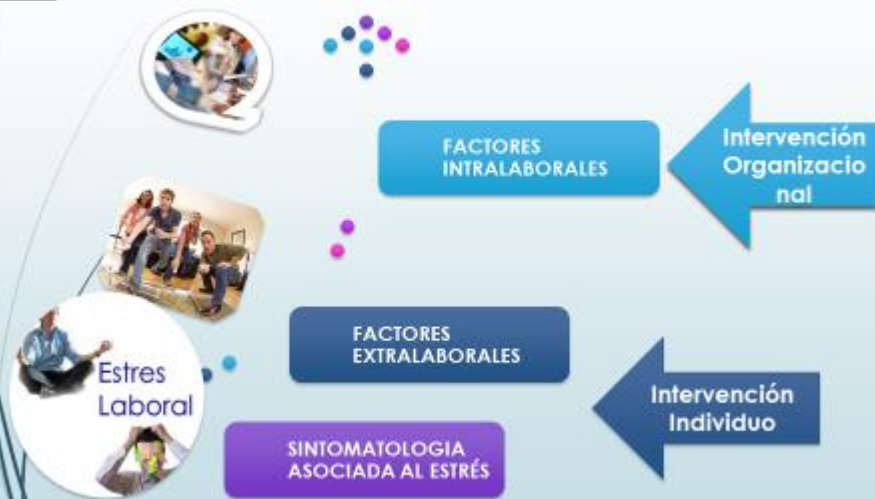 FACTORES
INTRALABORALES
Intervención
Organizacio
nal
FACTORES
EXTRALABORALES
Estres
Laboral
Intervención
Individuo
SINTOMATOLOGIA
ASOCIADA AL ESTRÉS